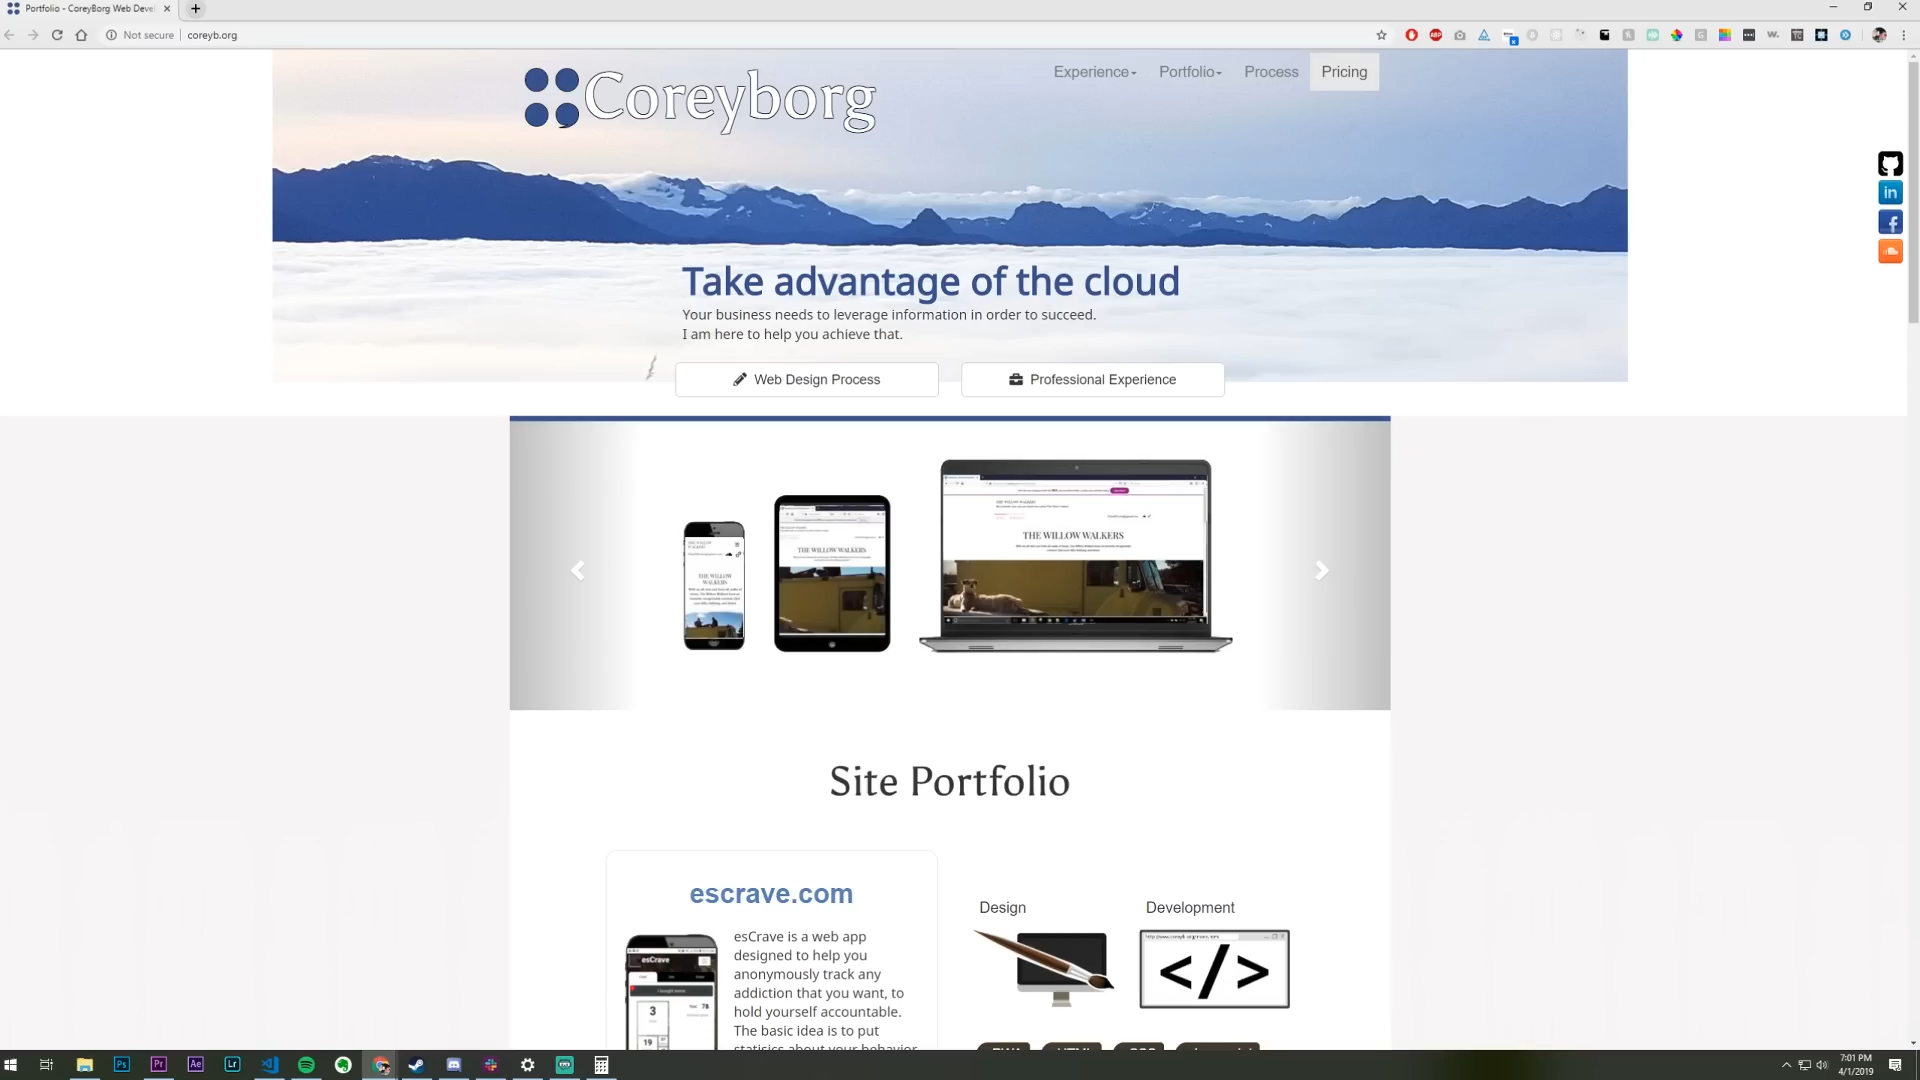 Portfolio - CoreyBorg Web Deve
Not secure
coreyb.org
Coreyborg
Experience
Portfolio
Process
Pricing
Take advantage of the cloud
Your business needs to leverage information in order to succeed.
I am here to help you achieve that.
Web Design Process
Professional Experience
THE WILLOW WALKERS
THE WILLOW
WALKERS
THE WILLOW WALKERS
Site Portfolio
escrave.com
esCrave is a web app
designed to help you
anonymously track any
addiction that you want, to
hold yourself accountable.
The basic idea is to put
statisics about your behavior
esCrave
3
78
19
Design
Development
</>
7:01 PM
4/1/2019